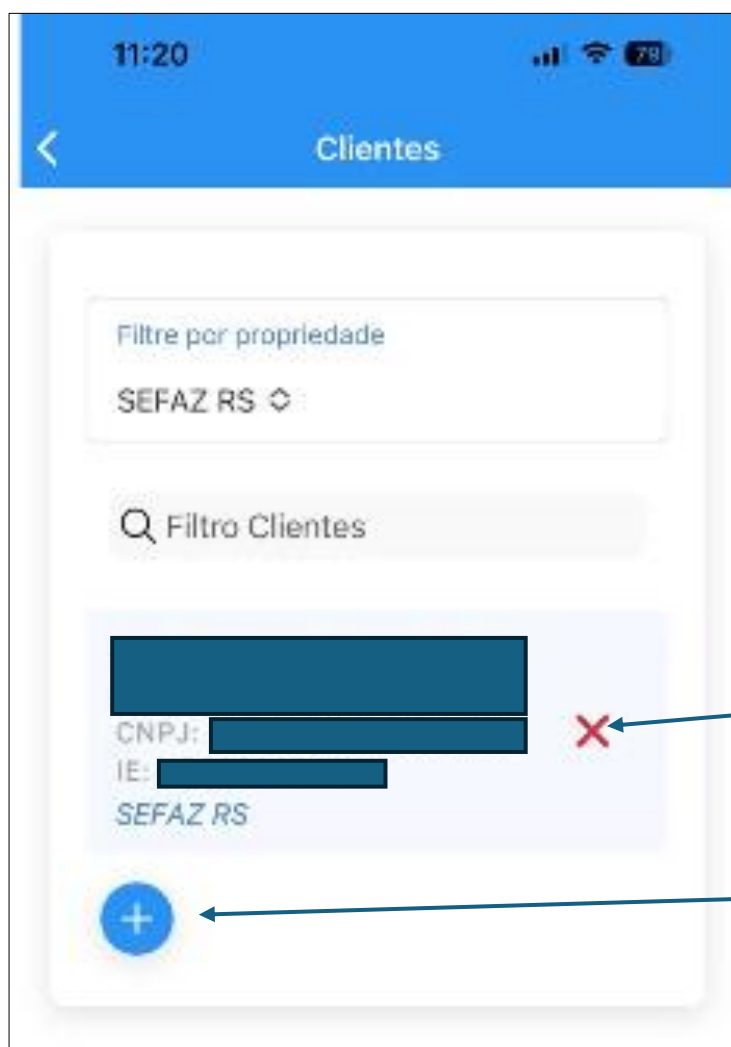 11:20 78
Clientes
Filtre por propriedade
SEFAZ RS
Filtro Clientes
CNPJ:
IE:
SEFAZ RS